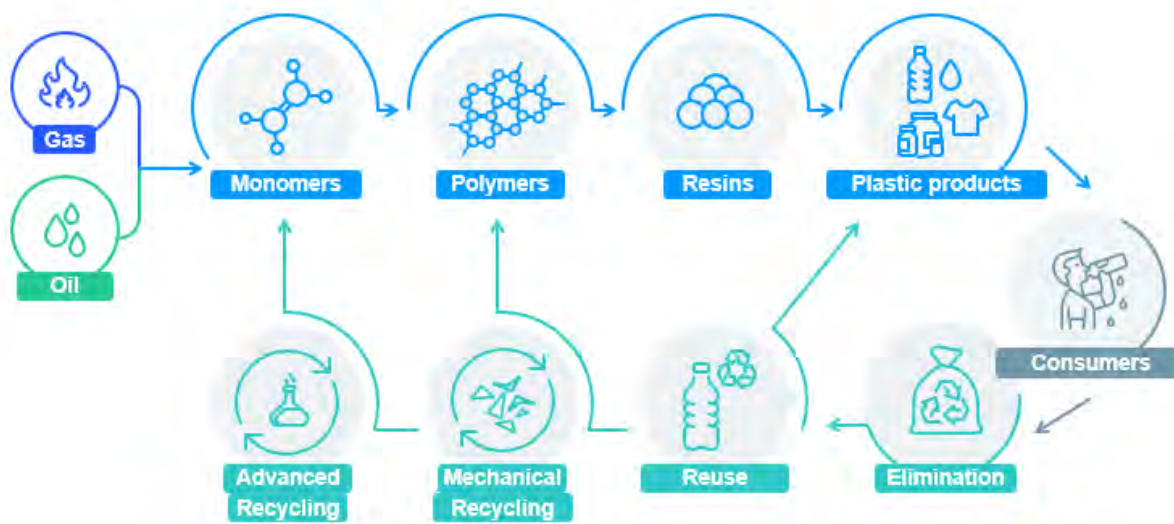 Gas
Oil
Monomers
Polymers
Resins
Plastic products
Consumers
Advanced
Recycling
Mechanical
Recycling
Reuse
Elimination